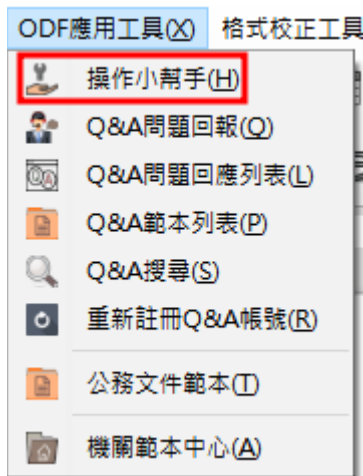 ODF應用工具(X) 格式校正工具
操作小幫手(H)
Q&A問題回報(Q)
Q&A問題回應列表(L)
Q&A範本列表(P)
Q&A搜尋(S)
重新註冊Q&A帳號(R)
公務文件範本(T)
機關範本中心(A)